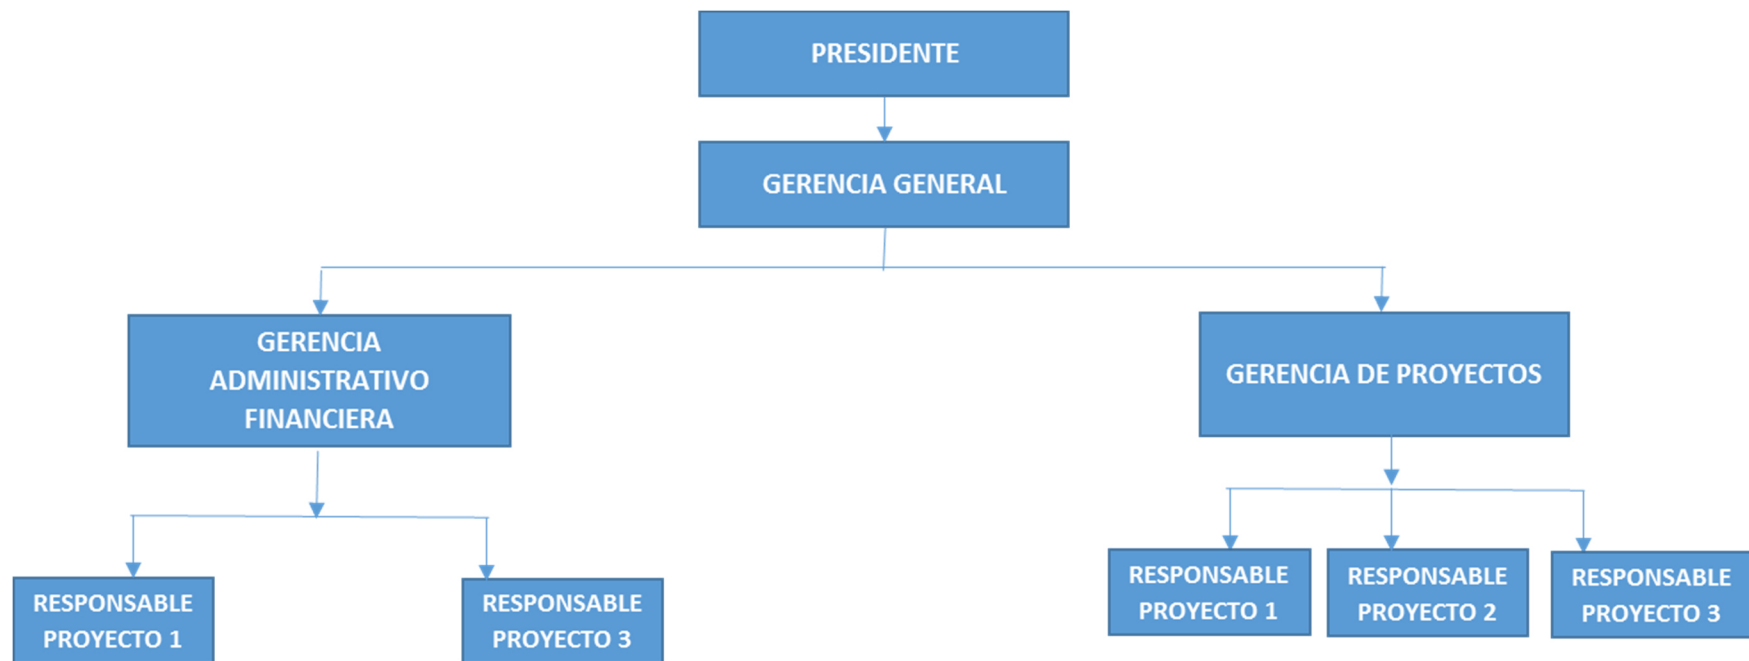 PRESIDENTE
GERENCIA GENERAL
GERENCIA
ADMINISTRATIVO
FINANCIERA
GERENCIA DE PROYECTOS
RESPONSABLE
PROYECTO 1
RESPONSABLE
PROYECTO 3
RESPONSABLE
PROYECTO 1
RESPONSABLE
PROYECTO 2
RESPONSABLE
PROYECTO 3